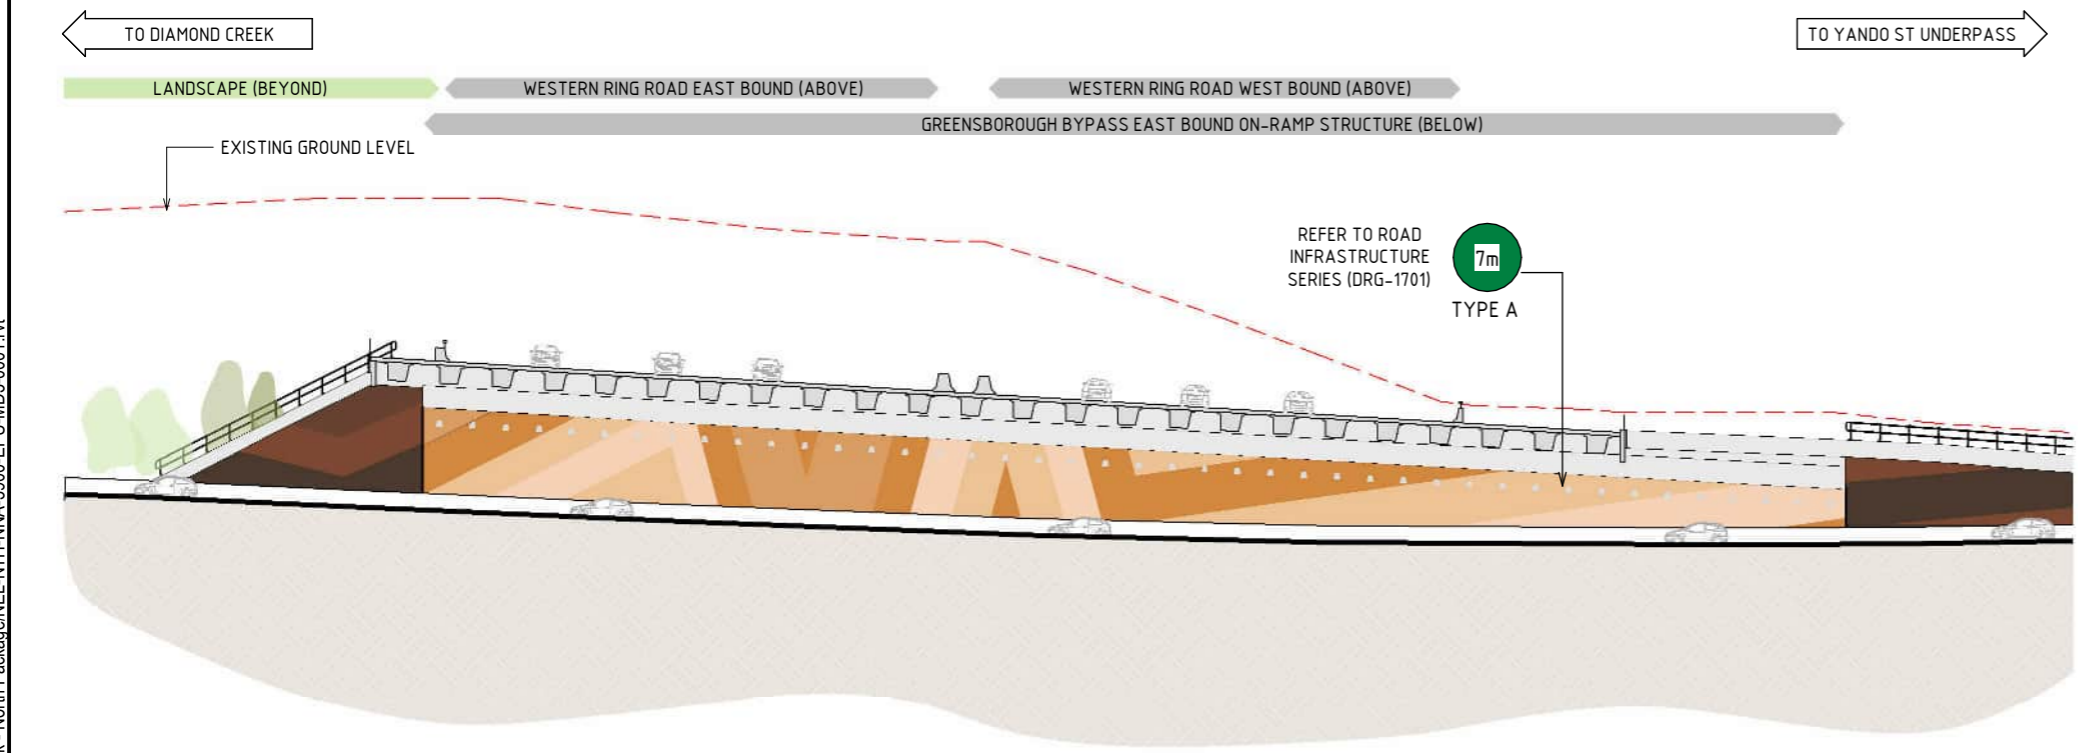 TO DIAMOND CREEK
TO YANDO ST UNDERPASS
LANDSCAPE (BEYOND)
WESTERN RING ROAD EAST BOUND (ABOVE)
WESTERN RING ROAD WEST BOUND (ABOVE)
GREENSBOROUGH BYPASS EAST BOUND ON-RAMP STRUCTURE (BELOW)
EXISTING GROUND LEVEL
REFER TO ROAD
INFRASTRUCTURE
SERIES (DRG-1701)
7m
TYPE A